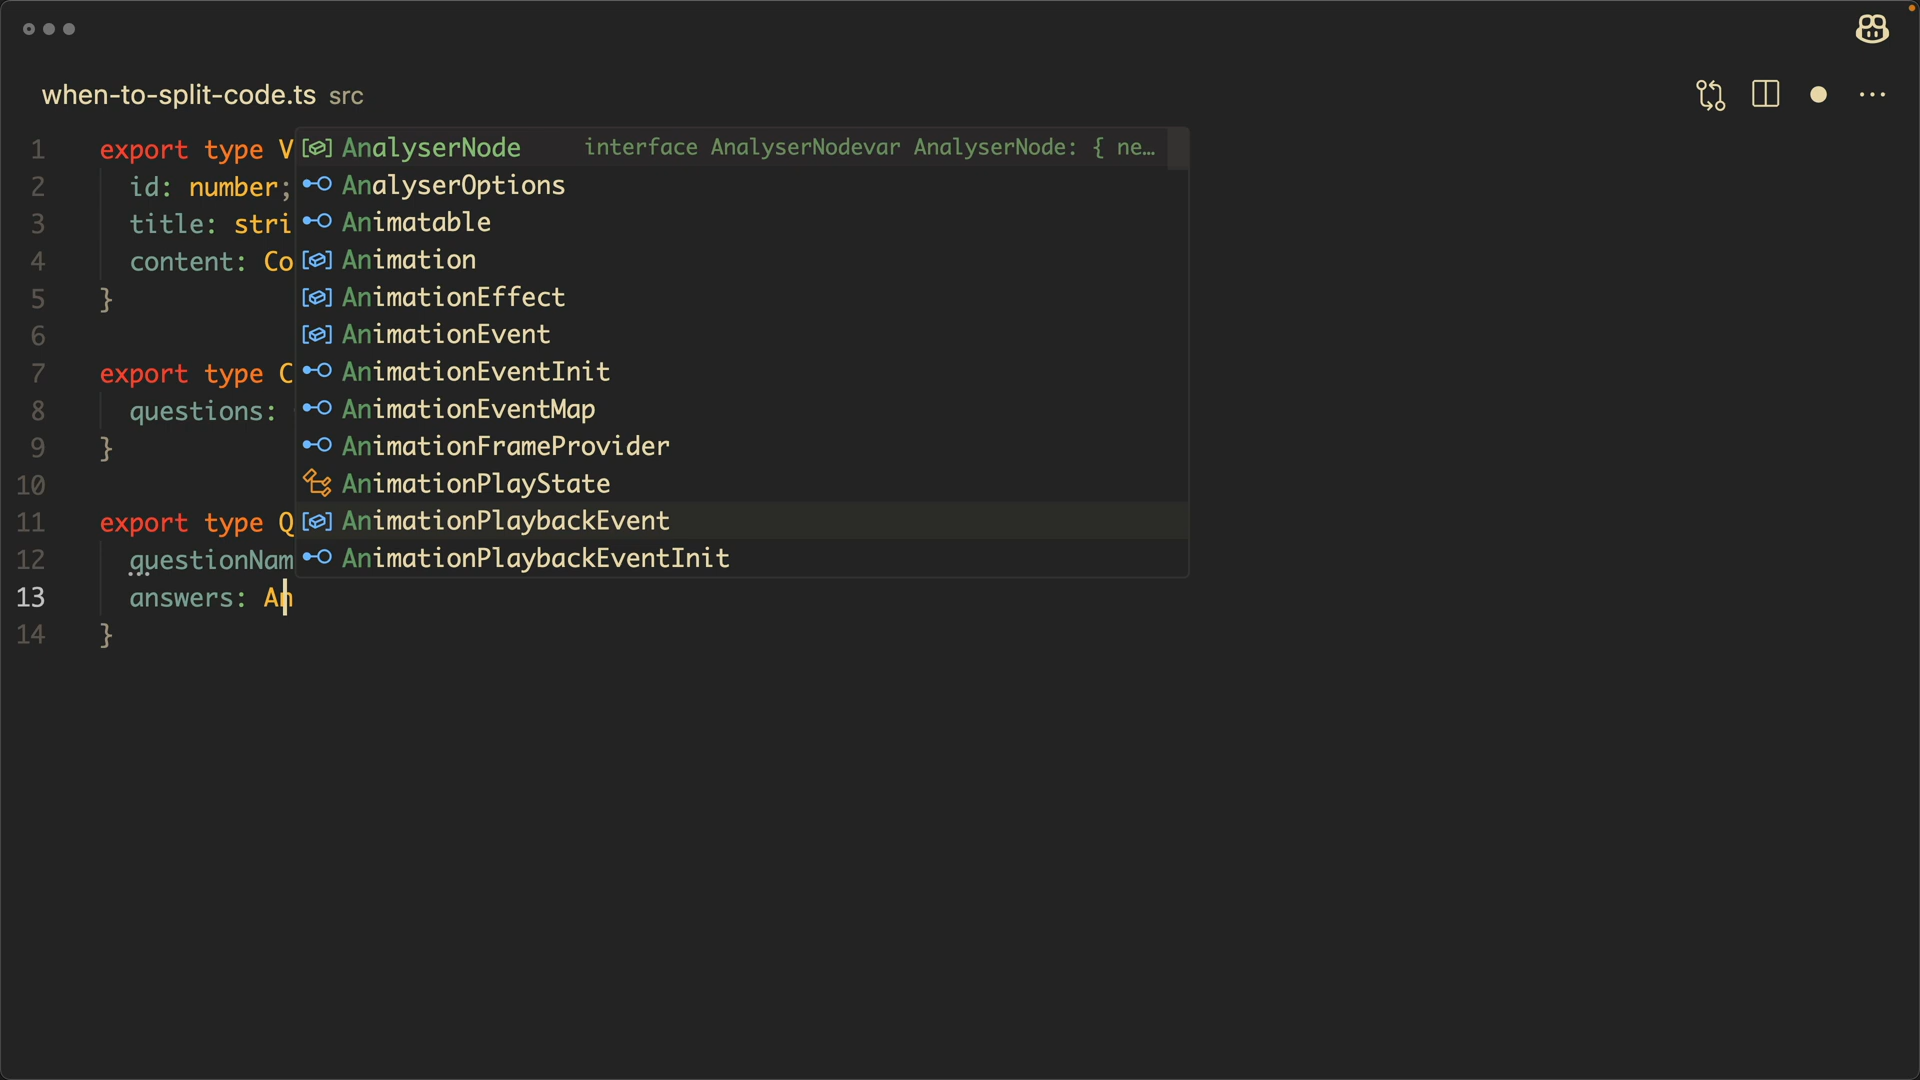 when-to-split-code.ts src
1 export type V
2 id: number;
3 title: stri
4 content: Co
5 }
6
7 export type C
8 questions:
9 }
10
11 export type Q
12 questionNam
13 answers: An
14 }
AnalyserNode interface AnalyserNodevar AnalyserNode: { ne…
AnalyserOptions
Animatable
Animation
AnimationEffect
AnimationEvent
AnimationEventInit
AnimationEventMap
AnimationFrameProvider
AnimationPlayState
AnimationPlaybackEvent
AnimationPlaybackEventInit